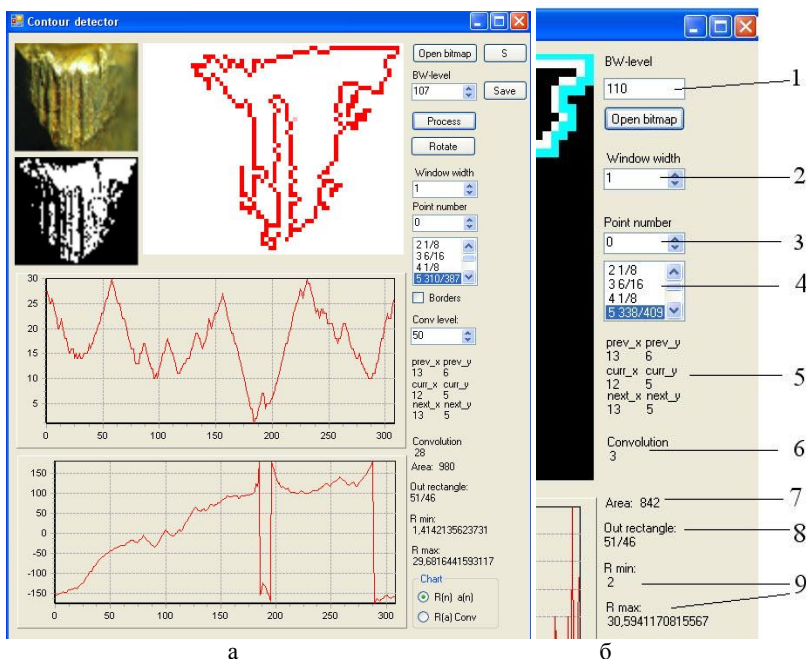 Contour detector
Open bitmap S
BW-level
107 Save
Process
Rotate
Window width
1
Point number
0
2 1/8
3 6/16
4 1/8
5 310/387
Borders
Conv level:
50
prev_x prev_y
13 6
curr_x curr_y
12 5
next_x next_y
13 5
Convolution
28
Area: 980
Out rectangle:
51/46
R min:
1,4142135623731
R max:
29,6816441593117
Chart
R(n) a(n)
R(a) Conv
30
25
20
15
10
5
0 50 100 150 200 250 300
150
100
50
0
-50
-100
-150
0 50 100 150 200 250 300
а
BW-level
110
Open bitmap
Window width
1
Point number
0
2 1/8
3 6/16
4 1/8
5 338/409
prev_x prev_y
13 6
curr_x curr_y
12 5
next_x next_y
13 5
Convolution
3
Area: 842
Out rectangle:
51/46
R min:
2
R max:
30,5941170815567
1
2
3
4
5
6
7
8
9
б